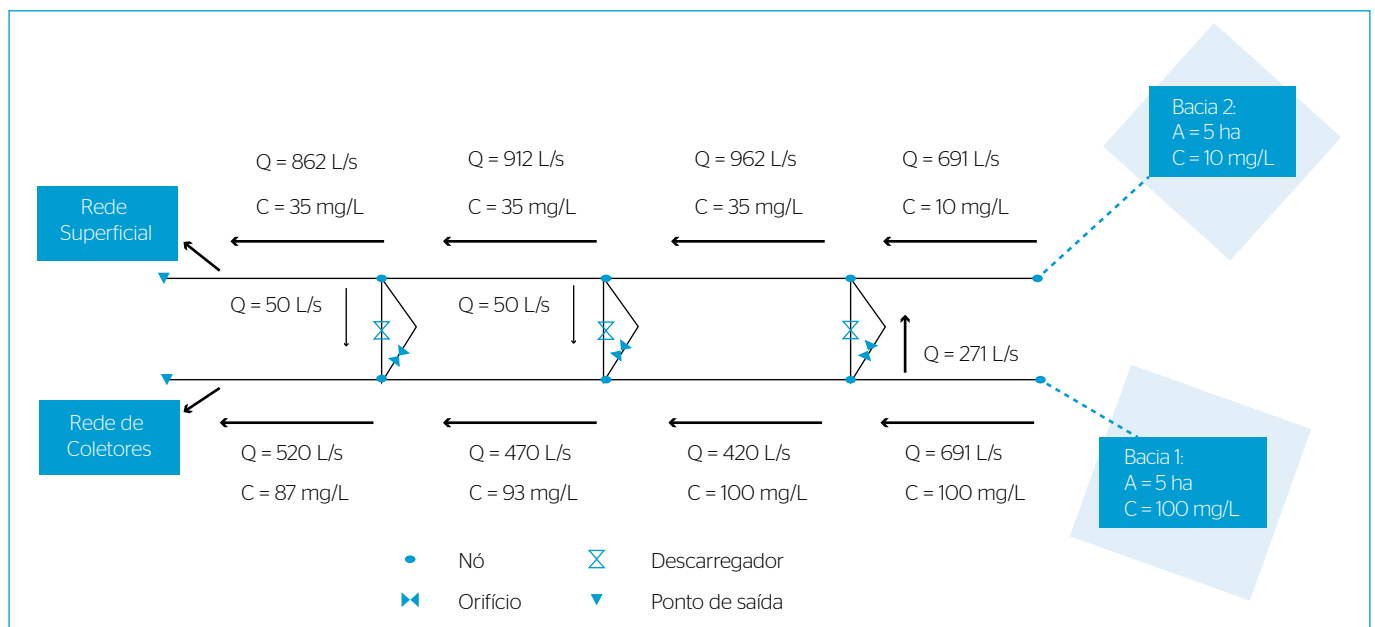 Bacia 2:
A = 5 ha
C = 10 mg/L
Q = 862 L/s
Q = 912 L/s
Q = 962 L/s
Q = 691 L/s
C = 35 mg/L
C = 35 mg/L
C = 35 mg/L
C = 10 mg/L
Rede
Superficial
Q = 50 L/s
Q = 50 L/s
Q = 271 L/s
Rede de
Coletores
Q = 520 L/s
Q = 470 L/s
Q = 420 L/s
Q = 691 L/s
C = 87 mg/L
C = 93 mg/L
C = 100 mg/L
C = 100 mg/L
Bacia 1:
A = 5 ha
C = 100 mg/L
Nó
Descarregador
Orifício
Ponto de saída